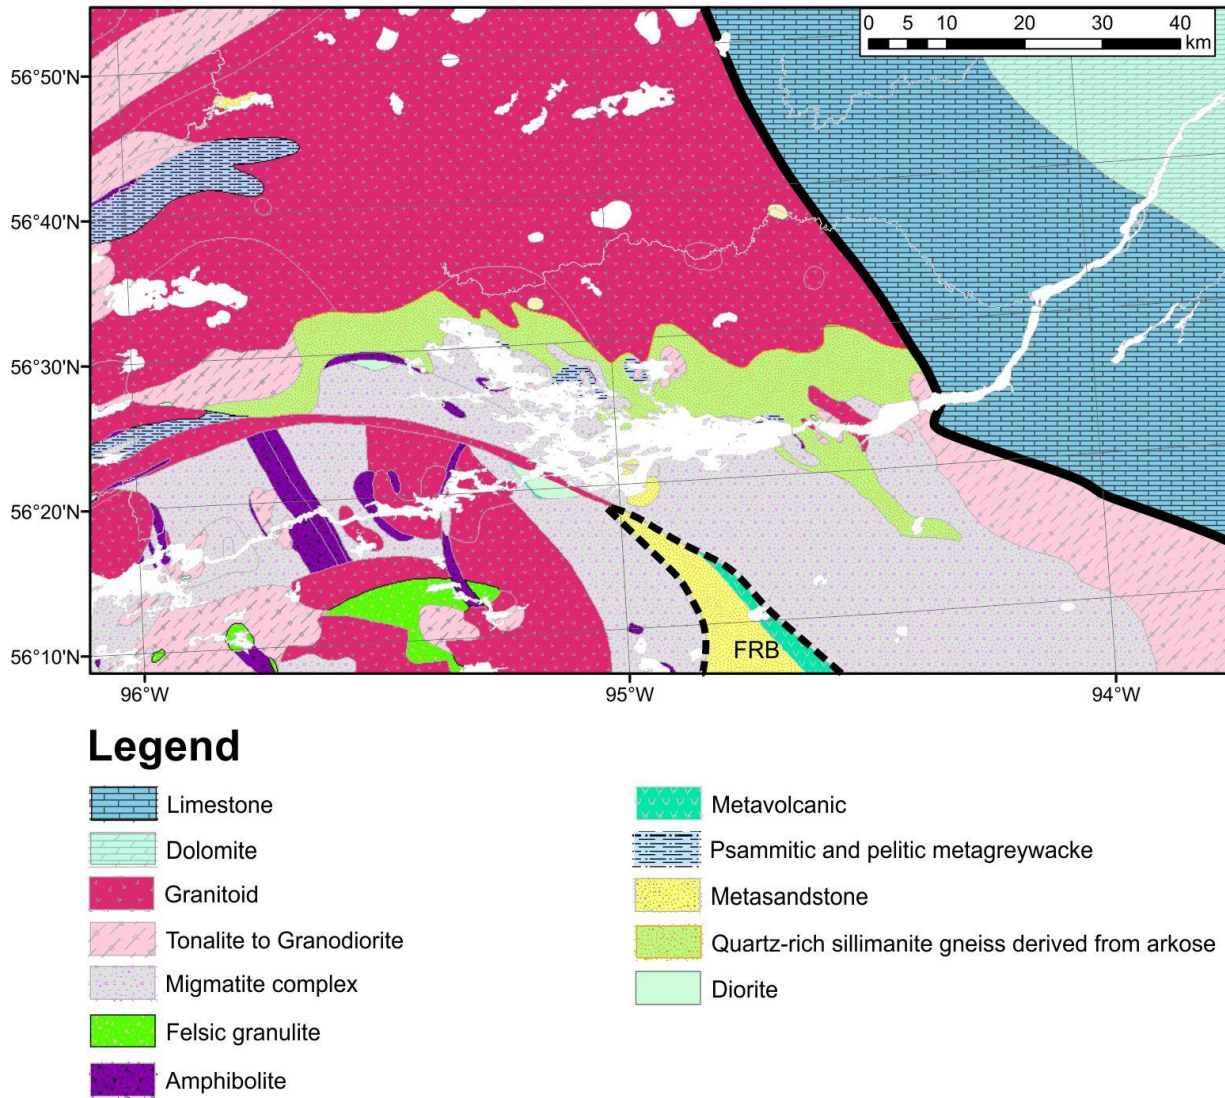 0 5 10 20 30 40
km
56°50'N
56°40'N
56°30'N
56°20'N
56°10'N
FRB
96°W 95°W 94°W
Legend
Limestone
Dolomite
Granitoid
Tonalite to Granodiorite
Migmatite complex
Felsic granulite
Amphibolite
Metavolcanic
Psammitic and pelitic metagreywacke
Metasandstone
Quartz-rich sillimanite gneiss derived from arkose
Diorite